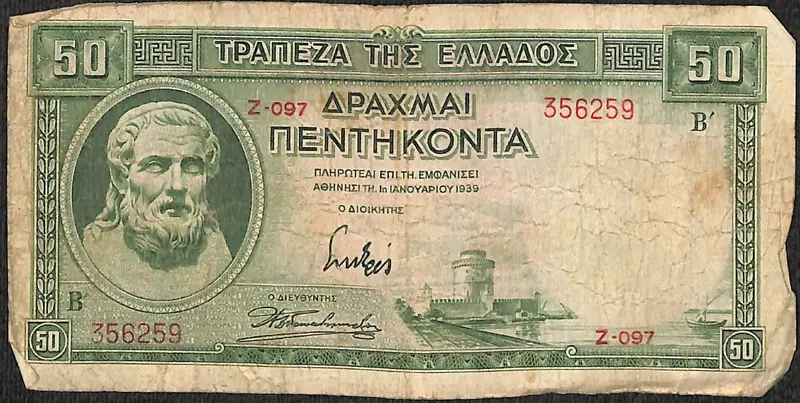 50 ΤΡΑΠΕΖΑ ΤΗΣ ΕΛΛΑΔΟΣ 50
Z-097 ΔΡΑΧΜΑΙ 356259
ΠΕΝΤΗΚΟΝΤΑ Β′
ΠΛΗΡΩΤΕΑΙ ΕΠΙ ΤΗ, ΕΜΦΑΝΙΣΕΙ
ΑΘΗΝΗΣΙ ΤΗ, 1η ΙΑΝΟΥΑΡΙΟΥ 1939
Ο ΔΙΟΙΚΗΤΗΣ
Ο ΔΙΕΥΘΥΝΤΗΣ
Β′
50 356259 Z-097 50